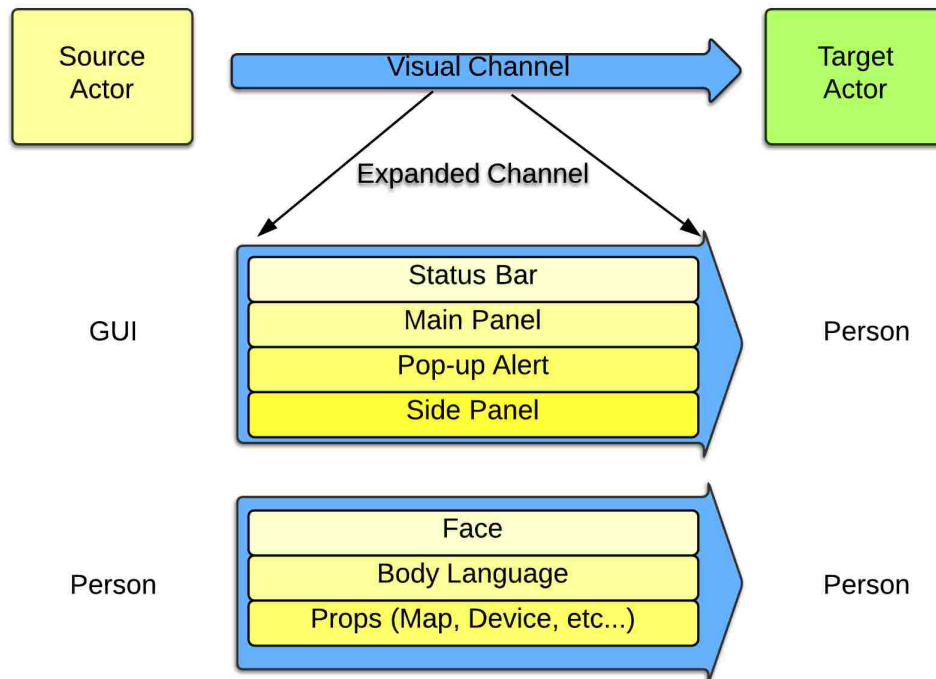 Source
Actor
Visual Channel
Target
Actor
Expanded Channel
Status Bar
GUI
Main Panel
Person
Pop-up Alert
Side Panel
Face
Person
Body Language
Person
Props (Map, Device, etc...)